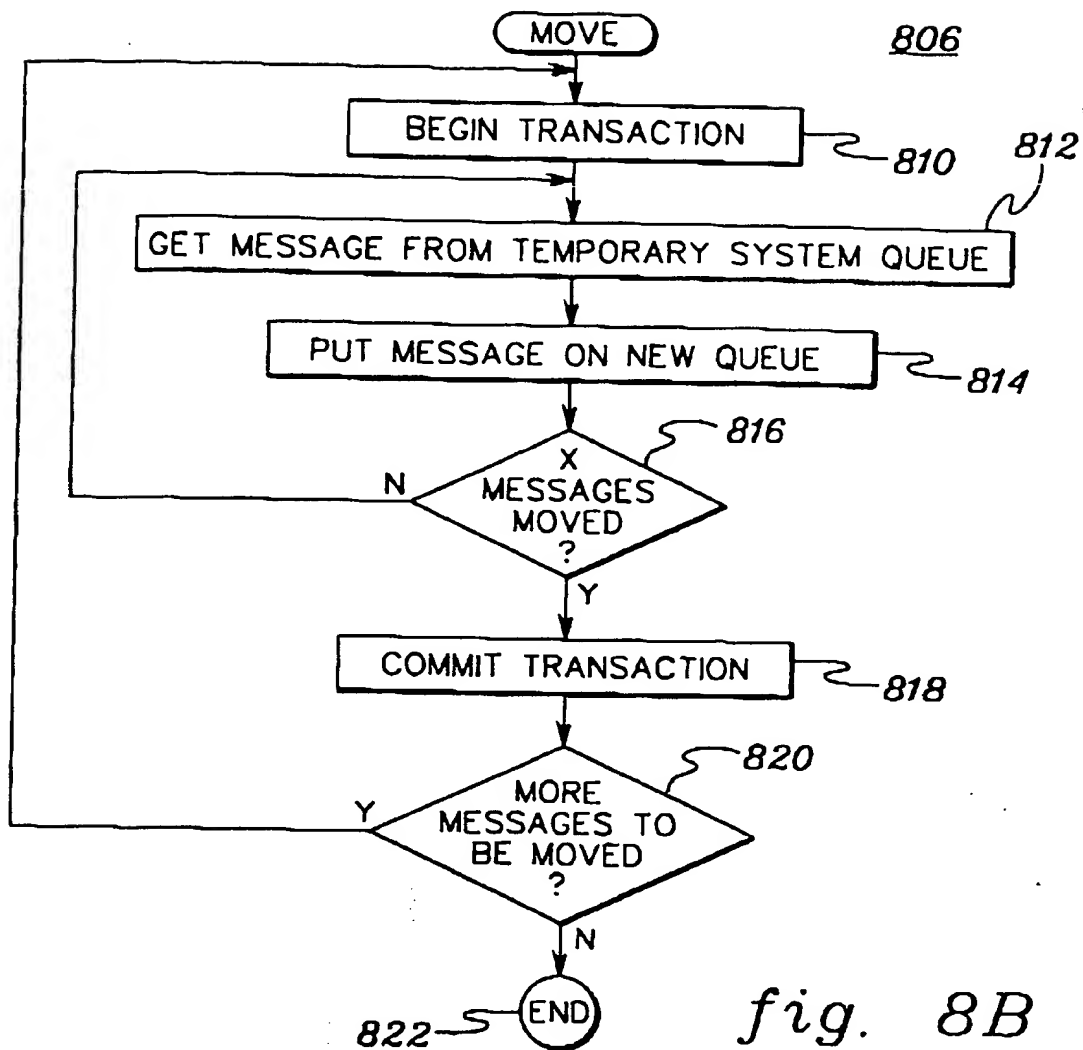 MOVE
806
BEGIN TRANSACTION
810
812
GET MESSAGE FROM TEMPORARY SYSTEM QUEUE
PUT MESSAGE ON NEW QUEUE
814
816
N
X
MESSAGES
MOVED
?
Y
COMMIT TRANSACTION
818
820
Y
MORE
MESSAGES TO
BE MOVED
?
N
END
822
fig. 8B